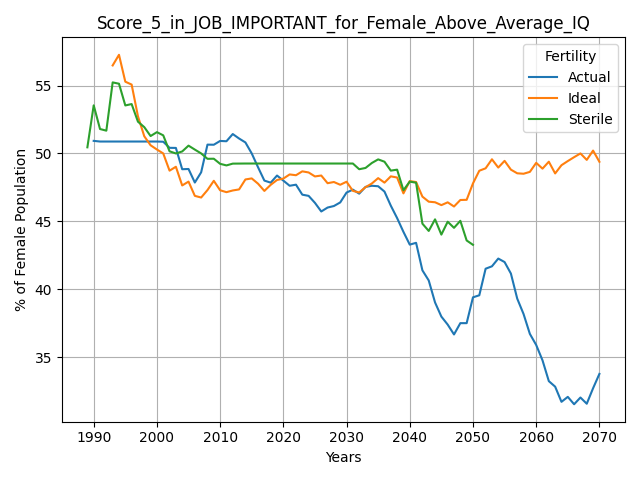 Score_5_in_JOB_IMPORTANT_for_Female_Above_Average_IQ
Fertility
Actual
Ideal
Sterile
% of Female Population
55
50
45
40
35
1990 2000 2010 2020 2030 2040 2050 2060 2070
Years